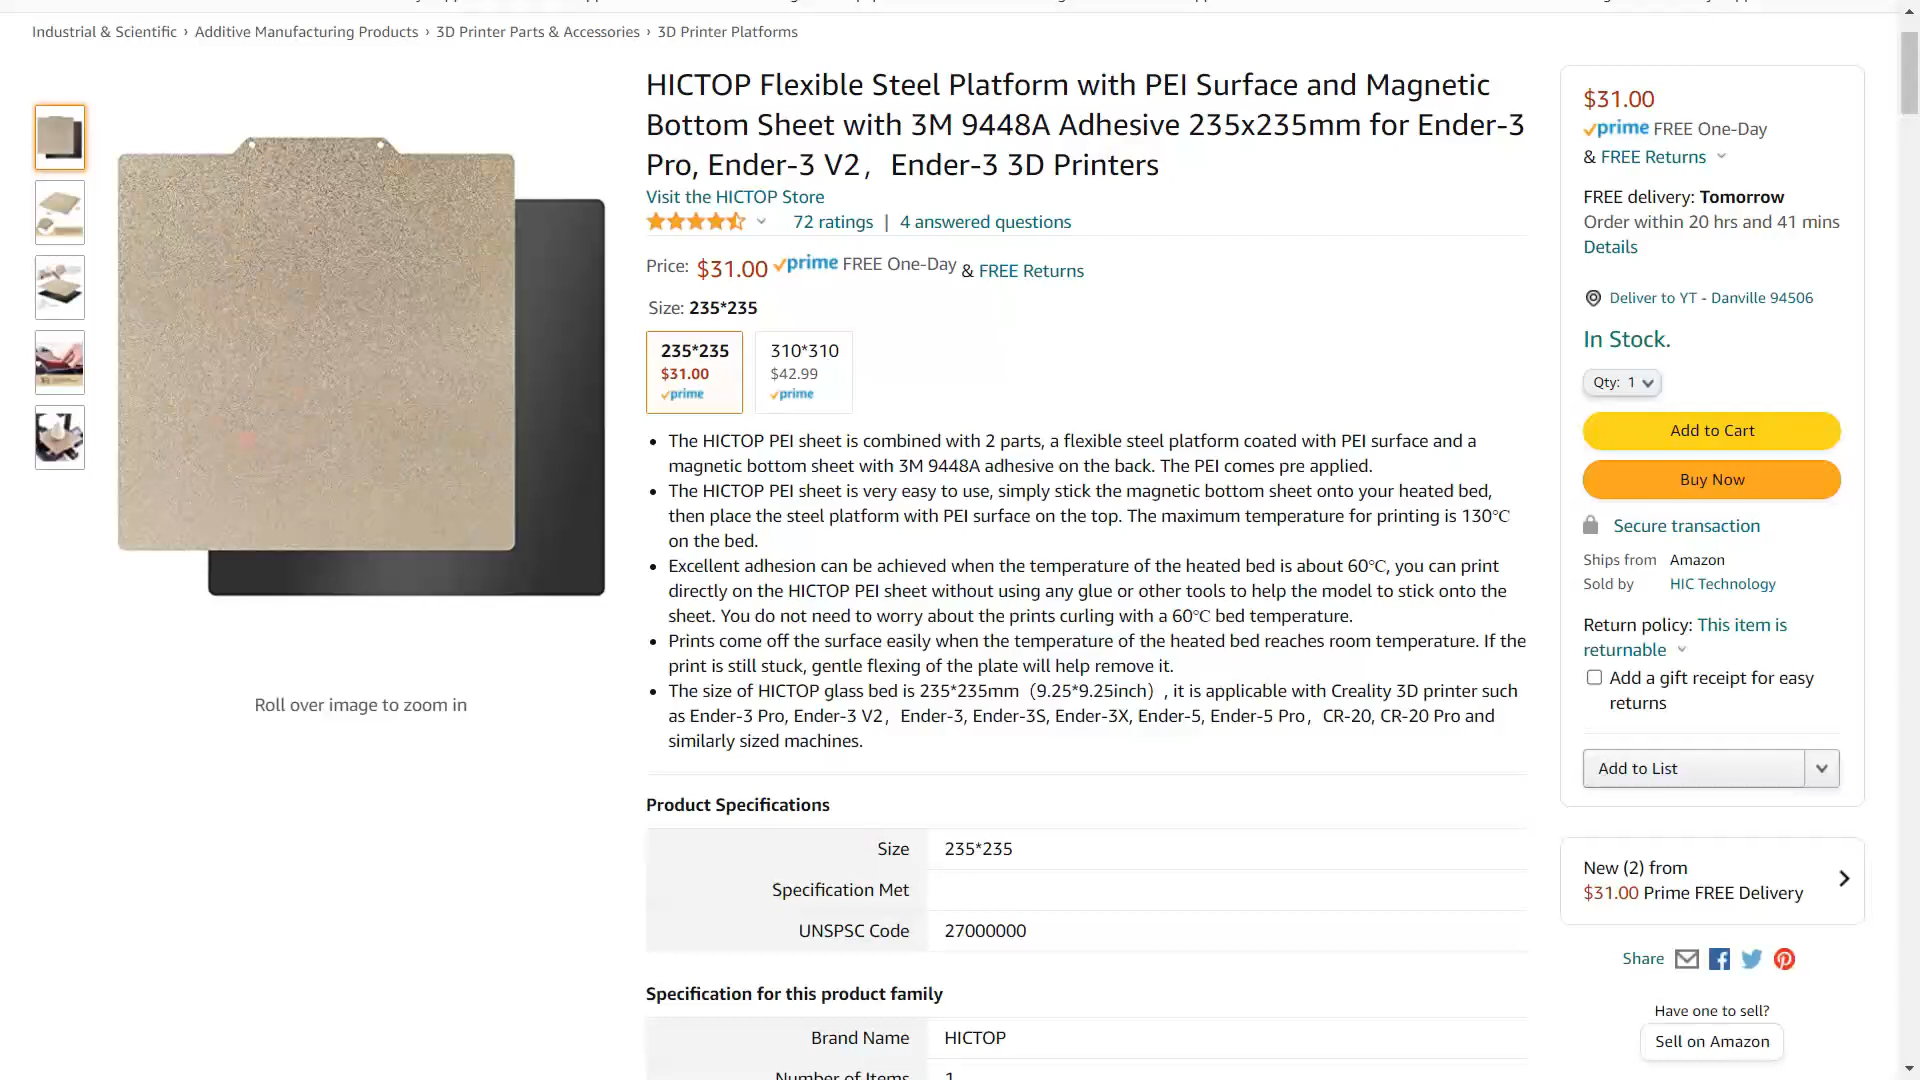 Industrial & Scientific › Additive Manufacturing Products › 3D Printer Parts & Accessories › 3D Printer Platforms
HICTOP Flexible Steel Platform with PEI Surface and Magnetic
Bottom Sheet with 3M 9448A Adhesive 235x235mm for Ender-3
Pro, Ender-3 V2，Ender-3 3D Printers
Visit the HICTOP Store
72 ratings | 4 answered questions
Price: $31.00 prime FREE One-Day & FREE Returns
Size: 235*235
235*235
$31.00
prime
310*310
$42.99
prime
• The HICTOP PEI sheet is combined with 2 parts, a flexible steel platform coated with PEI surface and a
magnetic bottom sheet with 3M 9448A adhesive on the back. The PEI comes pre applied.
• The HICTOP PEI sheet is very easy to use, simply stick the magnetic bottom sheet onto your heated bed,
then place the steel platform with PEI surface on the top. The maximum temperature for printing is 130℃
on the bed.
• Excellent adhesion can be achieved when the temperature of the heated bed is about 60℃, you can print
directly on the HICTOP PEI sheet without using any glue or other tools to help the model to stick onto the
sheet. You do not need to worry about the prints curling with a 60℃ bed temperature.
• Prints come off the surface easily when the temperature of the heated bed reaches room temperature. If the
print is still stuck, gentle flexing of the plate will help remove it.
• The size of HICTOP glass bed is 235*235mm（9.25*9.25inch）, it is applicable with Creality 3D printer such
as Ender-3 Pro, Ender-3 V2，Ender-3, Ender-3S, Ender-3X, Ender-5, Ender-5 Pro，CR-20, CR-20 Pro and
similarly sized machines.
Roll over image to zoom in
Product Specifications
Size 235*235
Specification Met
UNSPSC Code 27000000
Specification for this product family
Brand Name HICTOP
Number of Items 1
$31.00
prime FREE One-Day
& FREE Returns
FREE delivery: Tomorrow
Order within 20 hrs and 41 mins
Details
Deliver to YT - Danville 94506
In Stock.
Qty: 1
Add to Cart
Buy Now
Secure transaction
Ships from Amazon
Sold by HIC Technology
Return policy: This item is
returnable
Add a gift receipt for easy
returns
Add to List
New (2) from
$31.00 Prime FREE Delivery
Share
Have one to sell?
Sell on Amazon